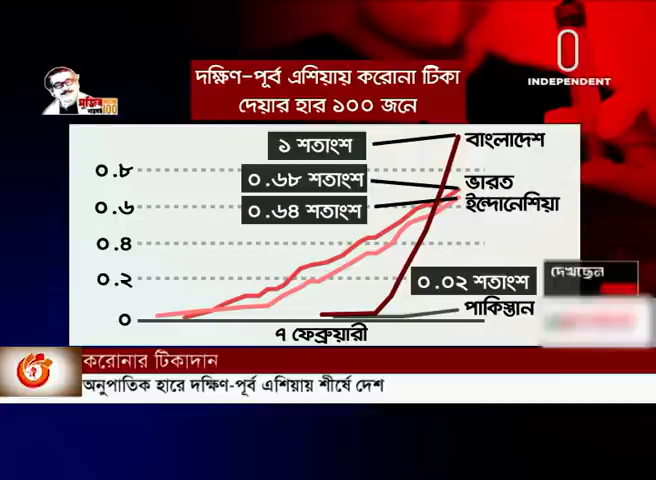 INDEPENDENT
দক্ষিণ-পূর্ব এশিয়ায় করোনা টিকা
দেয়ার হার ১০০ জনে
মুজিব
100
১ শতাংশ
বাংলাদেশ
০.৮
০.৬৮ শতাংশ
ভারত
০.৬
০.৬৪ শতাংশ
ইন্দোনেশিয়া
০.৪
০.২
০.০২ শতাংশ
দেখছেন
পাকিস্তান
০
৭ ফেব্রুয়ারী
করোনার টিকাদান
অনুপাতিক হারে দক্ষিণ-পূর্ব এশিয়ায় শীর্ষে দেশ